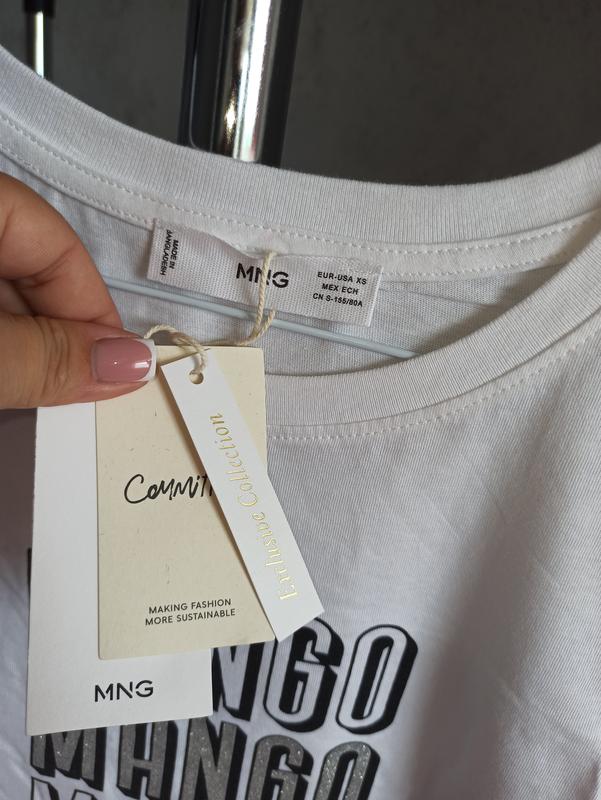 MADE IN
BANGLADESH
MNG
EUR-USA XS
MEX ECH
CN S-155/80A
Exclusive Collection
MAKING FASHION
MORE SUSTAINABLE
MNG
NGO
MANGO